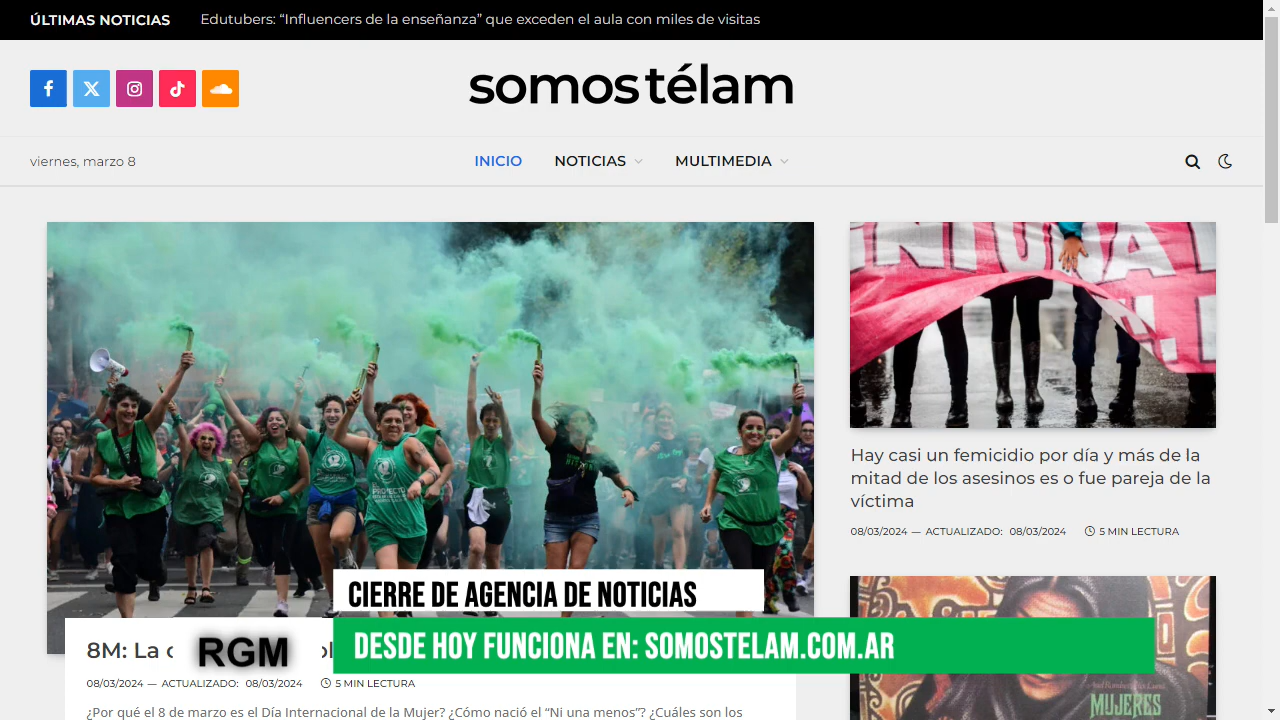 ÚLTIMAS NOTICIAS
Edutubers: “Influencers de la enseñanza” que exceden el aula con miles de visitas
somos télam
viernes, marzo 8
INICIO
NOTICIAS
MULTIMEDIA
Hay casi un femicidio por día y más de la
mitad de los asesinos es o fue pareja de la
víctima
08/03/2024 — ACTUALIZADO: 08/03/2024 5 MIN LECTURA
CIERRE DE AGENCIA DE NOTICIAS
DESDE HOY FUNCIONA EN: SOMOSTELAM.COM.AR
RGM
8M: La
08/03/2024 — ACTUALIZADO: 08/03/2024 5 MIN LECTURA
¿Por qué el 8 de marzo es el Día Internacional de la Mujer? ¿Cómo nació el “Ni una menos”? ¿Cuáles son los
MUJERES